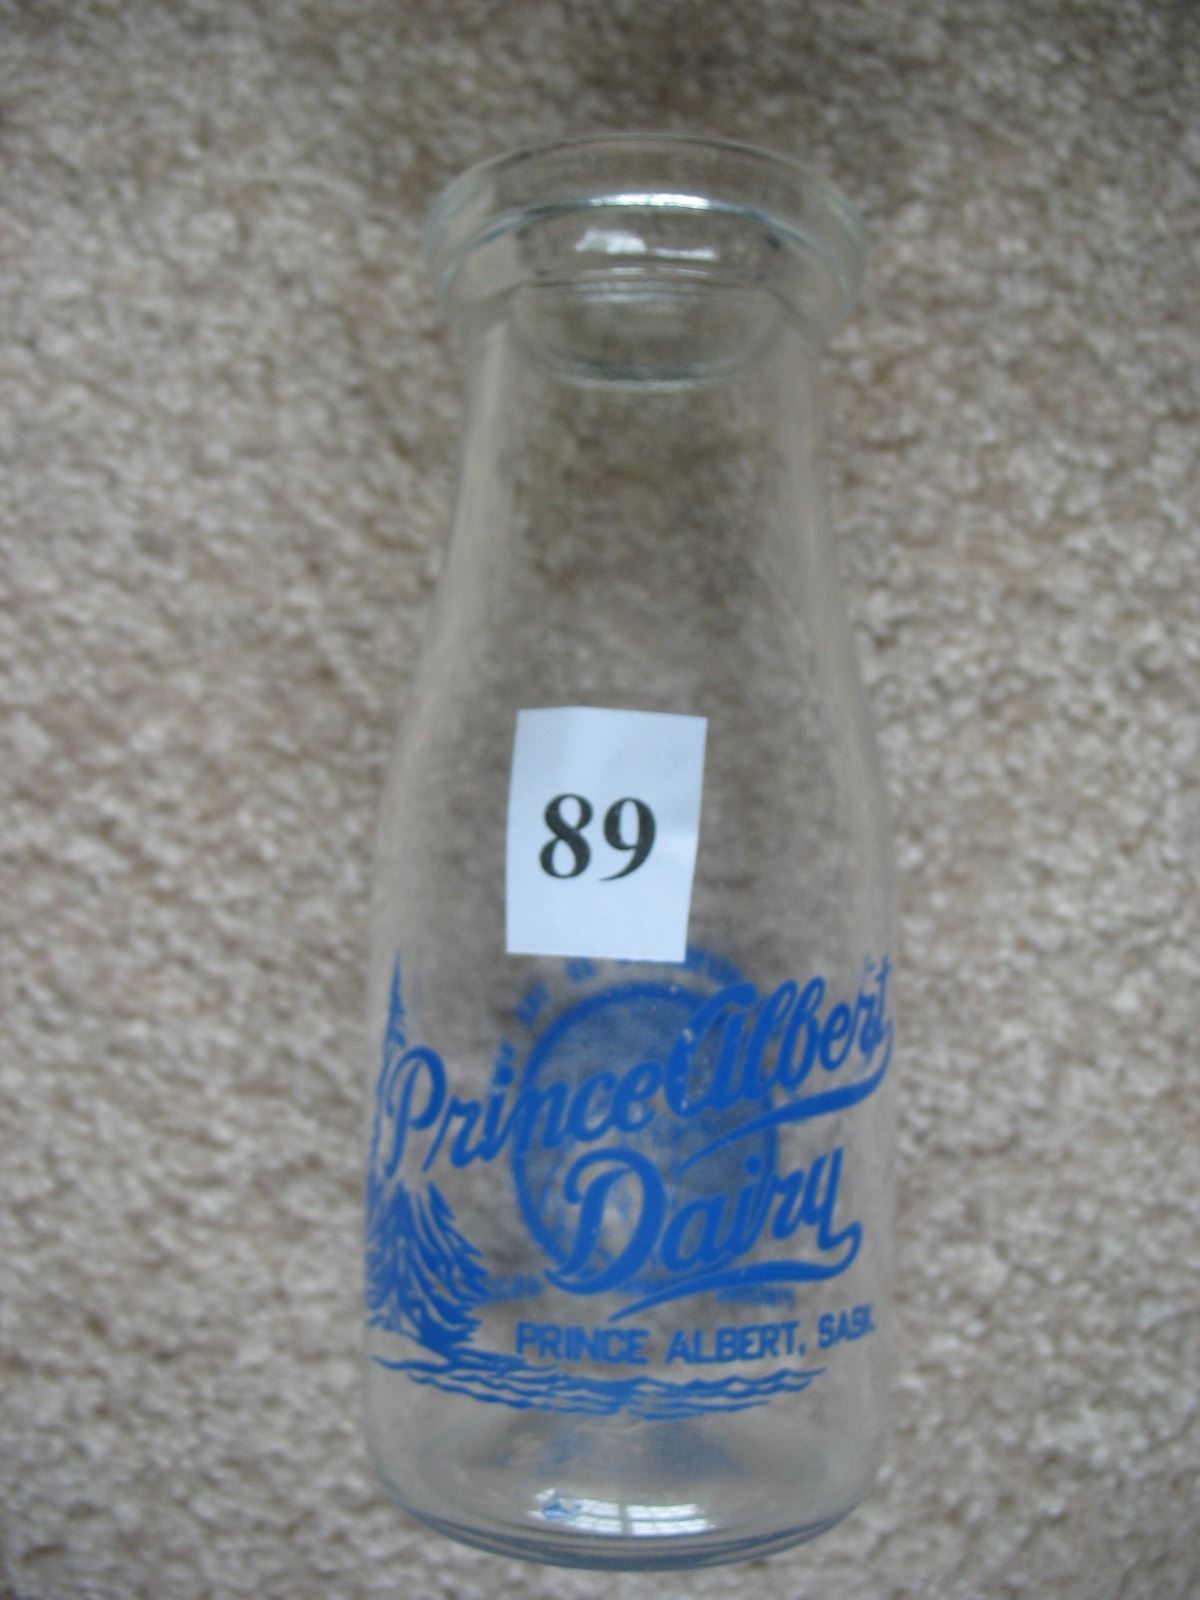 89
Prince Albert
Dairy
PRINCE ALBERT, SASK.